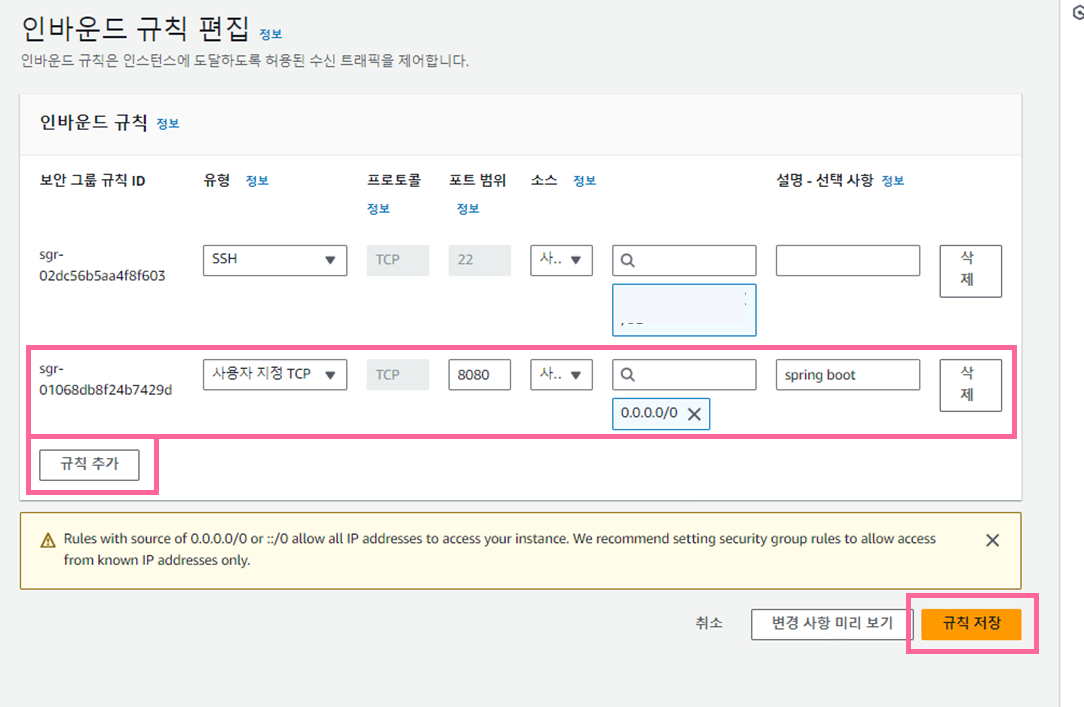 인바운드 규칙 편집 정보
인바운드 규칙은 인스턴스에 도달하도록 허용된 수신 트래픽을 제어합니다.
인바운드 규칙 정보
보안 그룹 규칙 ID 유형 정보 프로토콜 정보 포트 범위 정보 소스 정보 설명 - 선택 사항 정보
sgr-
02dc56b5aa4f8f603
SSH TCP 22 사.. 삭제
sgr-
01068db8f24b7429d
사용자 지정 TCP TCP 8080 사.. spring boot 삭제
0.0.0.0/0
규칙 추가
Rules with source of 0.0.0.0/0 or ::/0 allow all IP addresses to access your instance. We recommend setting security group rules to allow access
from known IP addresses only.
취소 변경 사항 미리 보기 규칙 저장